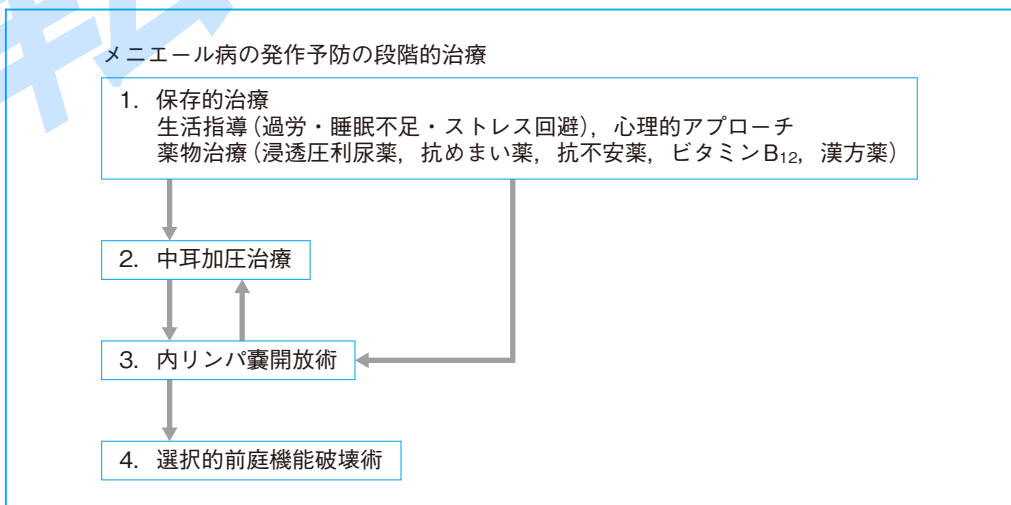 メニエール病の発作予防の段階的治療
1. 保存的治療
生活指導（過労・睡眠不足・ストレス回避），心理的アプローチ
薬物治療（浸透圧利尿薬，抗めまい薬，抗不安薬，ビタミンB₁₂，漢方薬）
2. 中耳加圧治療
3. 内リンパ嚢開放術
4. 選択的前庭機能破壊術